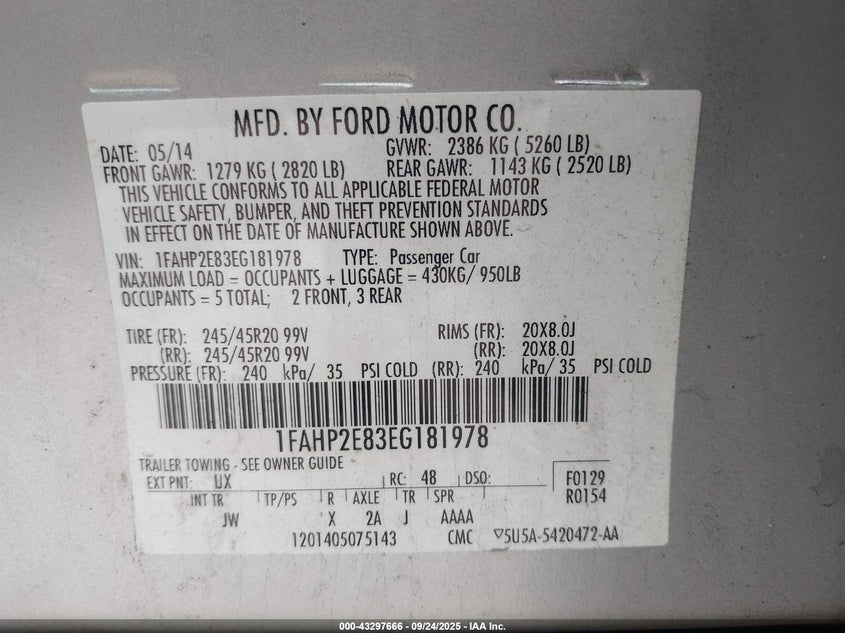 MFD. BY FORD MOTOR CO.
DATE: 05/14 GVWR: 2386 KG ( 5260 LB)
FRONT GAWR: 1279 KG ( 2820 LB) REAR GAWR: 1143 KG ( 2520 LB)
THIS VEHICLE CONFORMS TO ALL APPLICABLE FEDERAL MOTOR
VEHICLE SAFETY, BUMPER, AND THEFT PREVENTION STANDARDS
IN EFFECT ON THE DATE OF MANUFACTURE SHOWN ABOVE.
VIN: 1FAHP2E83EG181978 TYPE: Passenger Car
MAXIMUM LOAD = OCCUPANTS + LUGGAGE = 430KG/ 950LB
OCCUPANTS = 5 TOTAL; 2 FRONT, 3 REAR
TIRE (FR): 245/45R20 99V RIMS (FR): 20X8.0J
(RR): 245/45R20 99V (RR): 20X8.0J
PRESSURE (FR): 240 kPa/ 35 PSI COLD (RR): 240 kPa/ 35 PSI COLD
1FAHP2E83EG181978
TRAILER TOWING - SEE OWNER GUIDE
EXT PNT: UX RC: 48 DSO: F0129
INT TR TP/PS R AXLE TR SPR R0154
JW X 2A J AAAA
1201405075143 CMC ▽5U5A-5420472-AA
000-43297666 - 09/24/2025 - IAA Inc.